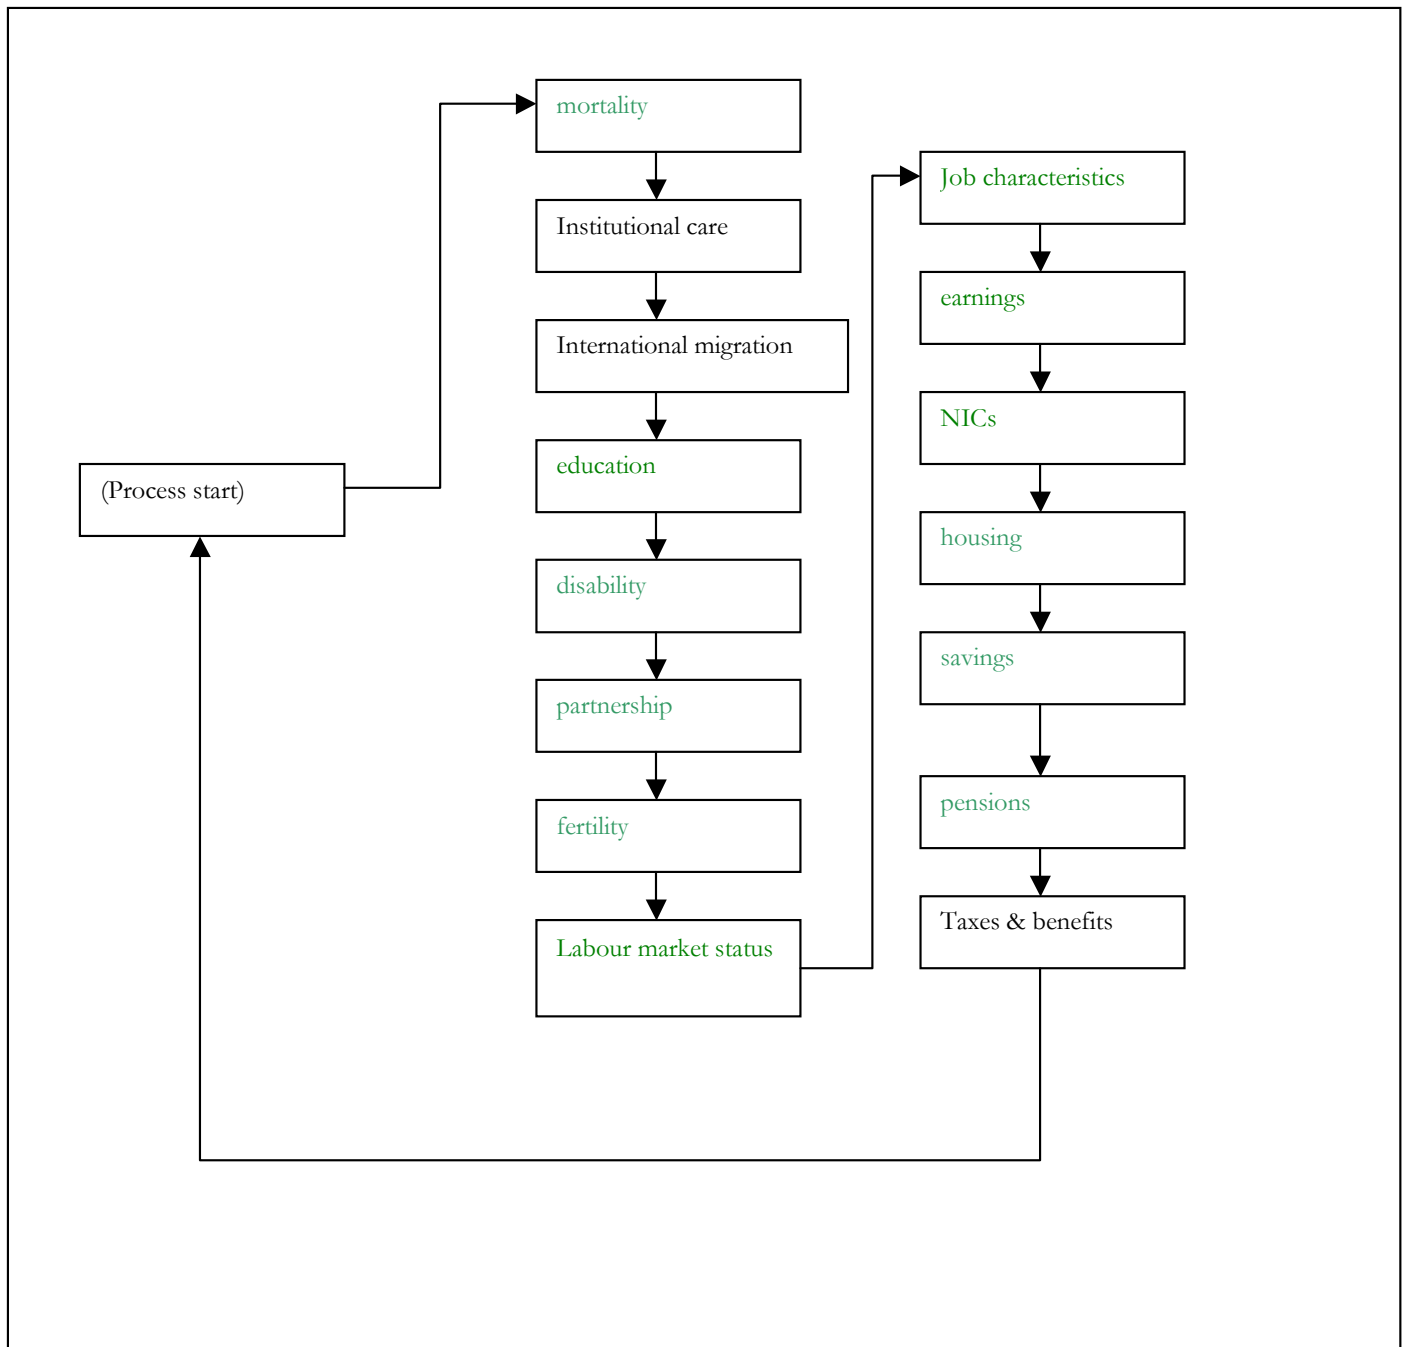 (Process start)
mortality
Institutional care
International migration
education
disability
partnership
fertility
Labour market status
Job characteristics
earnings
NICs
housing
savings
pensions
Taxes & benefits